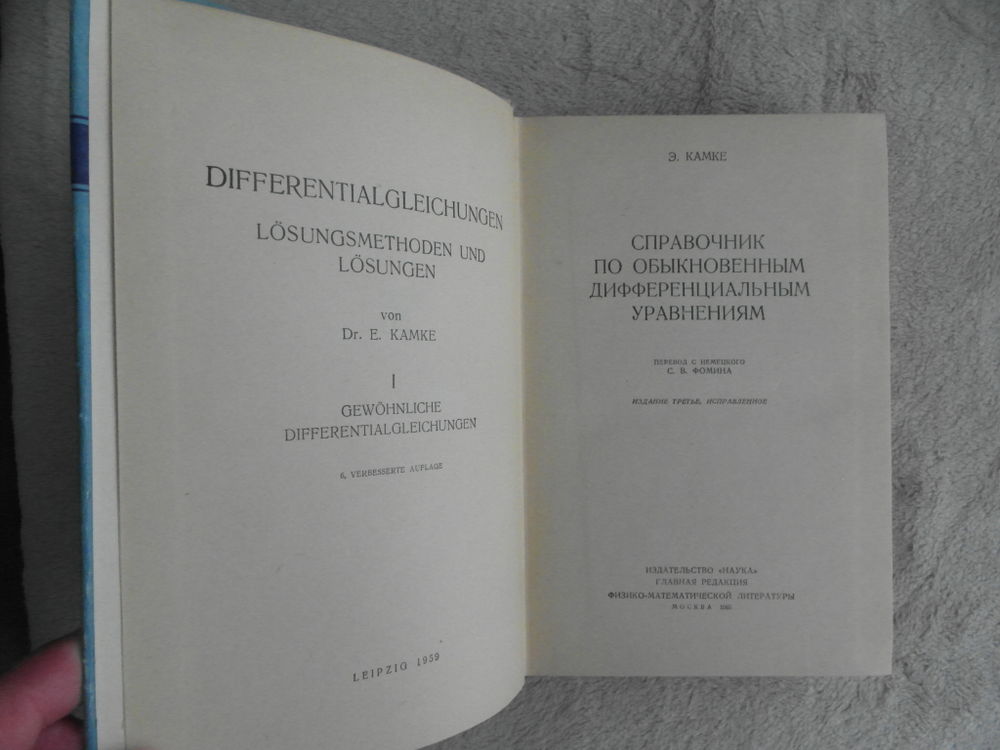 DIFFERENTIALGLEICHUNGEN
LÖSUNGSMETHODEN UND
LÖSUNGEN
von
Dr. E. KAMKE
I
GEWÖHNLICHE
DIFFERENTIALGLEICHUNGEN
6. VERBESSERTE AUFLAGE
LEIPZIG 1959
Э. КАМКЕ
СПРАВОЧНИК
ПО ОБЫКНОВЕННЫМ
ДИФФЕРЕНЦИАЛЬНЫМ
УРАВНЕНИЯМ
ПЕРЕВОД С НЕМЕЦКОГО
С. В. ФОМИНА
ИЗДАНИЕ ТРЕТЬЕ, ИСПРАВЛЕННОЕ
ИЗДАТЕЛЬСТВО «НАУКА»
ГЛАВНАЯ РЕДАКЦИЯ
ФИЗИКО-МАТЕМАТИЧЕСКОЙ ЛИТЕРАТУРЫ
МОСКВА